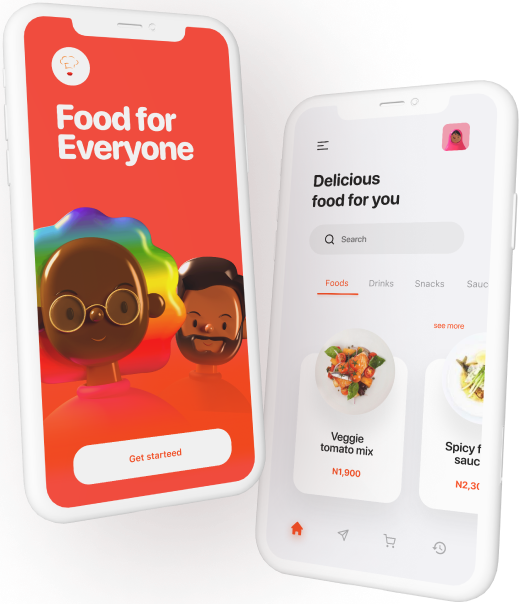 Food for
Everyone
Get starteed
Delicious
food for you
Search
Foods Drinks Snacks Sauc
see more
Veggie
tomato mix
N1,900
Spicy f
sauc
N2,30